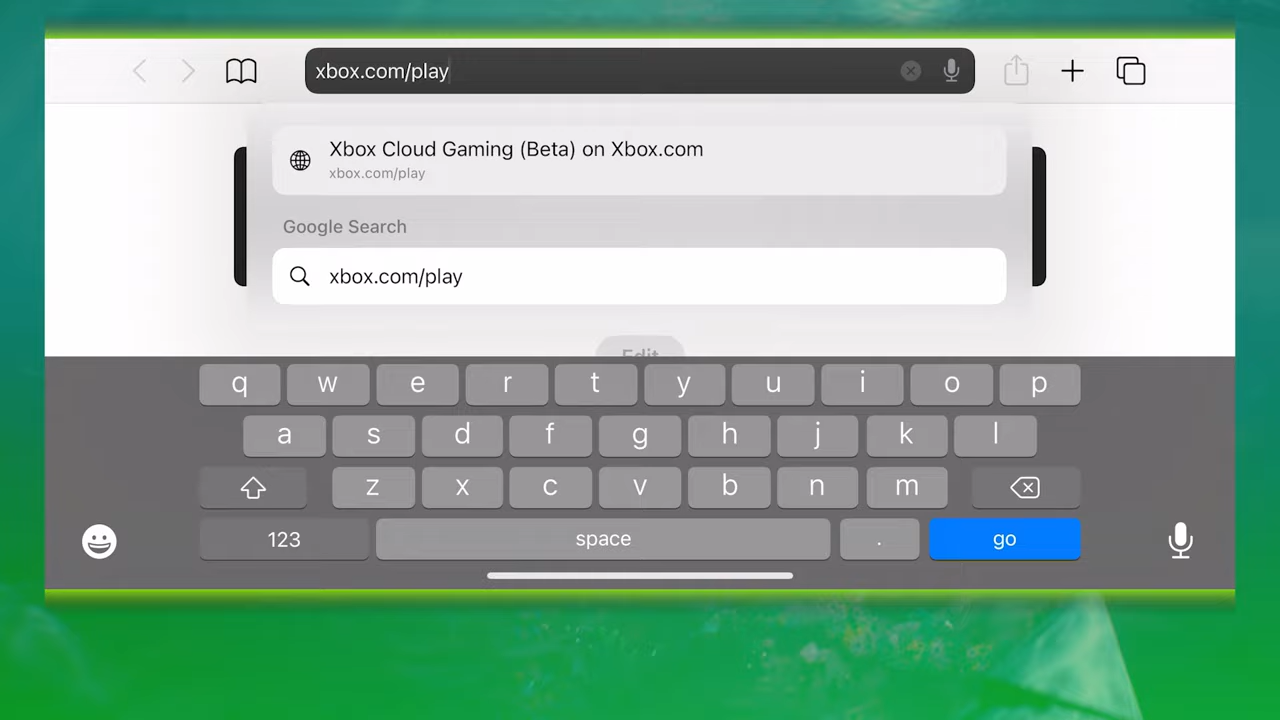 xbox.com/play
Xbox Cloud Gaming (Beta) on Xbox.com
xbox.com/play
Google Search
xbox.com/play
Edit
q w e r t y u i o p
a s d f g h j k l
z x c v b n m
123 space . go